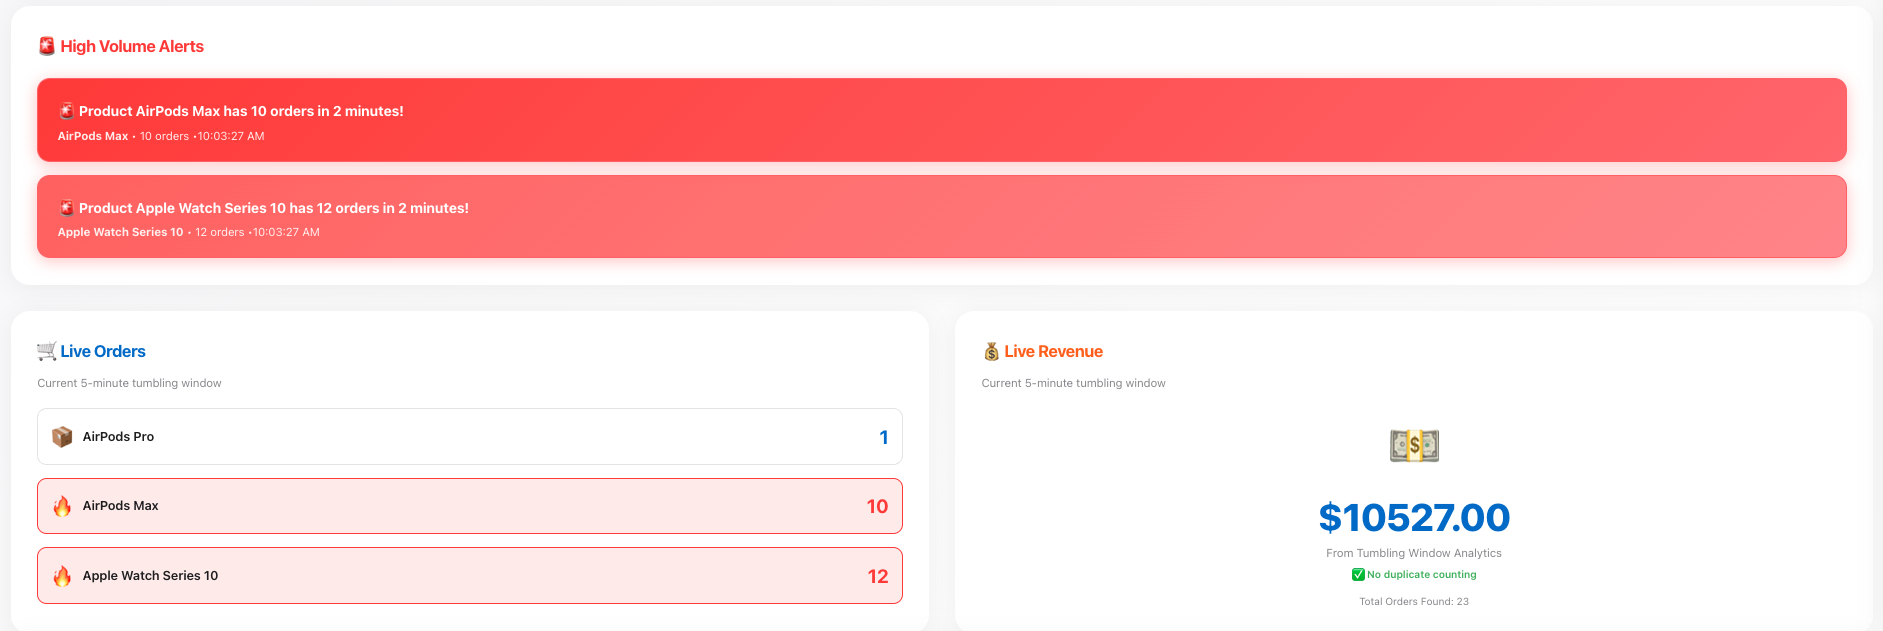 🚨 High Volume Alerts
🚨 Product AirPods Max has 10 orders in 2 minutes!
AirPods Max • 10 orders •10:03:27 AM
🚨 Product Apple Watch Series 10 has 12 orders in 2 minutes!
Apple Watch Series 10 • 12 orders •10:03:27 AM
🛒 Live Orders
Current 5-minute tumbling window
📦 AirPods Pro 1
🔥 AirPods Max 10
🔥 Apple Watch Series 10 12
💰 Live Revenue
Current 5-minute tumbling window
💵
$10527.00
From Tumbling Window Analytics
✅ No duplicate counting
Total Orders Found: 23